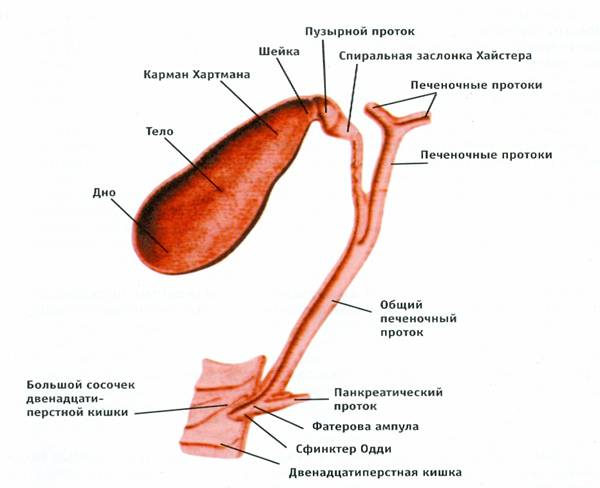 Пузырной проток
Шейка
Спиральная заслонка Хайстера
Карман Хартмана
Печеночные протоки
Тело
Печеночные протоки
Дно
Общий
печеночный
проток
Большой сосочек
двенадцати-
перстной кишки
Панкреатический
проток
Фатерова ампула
Сфинктер Одди
Двенадцатиперстная кишка